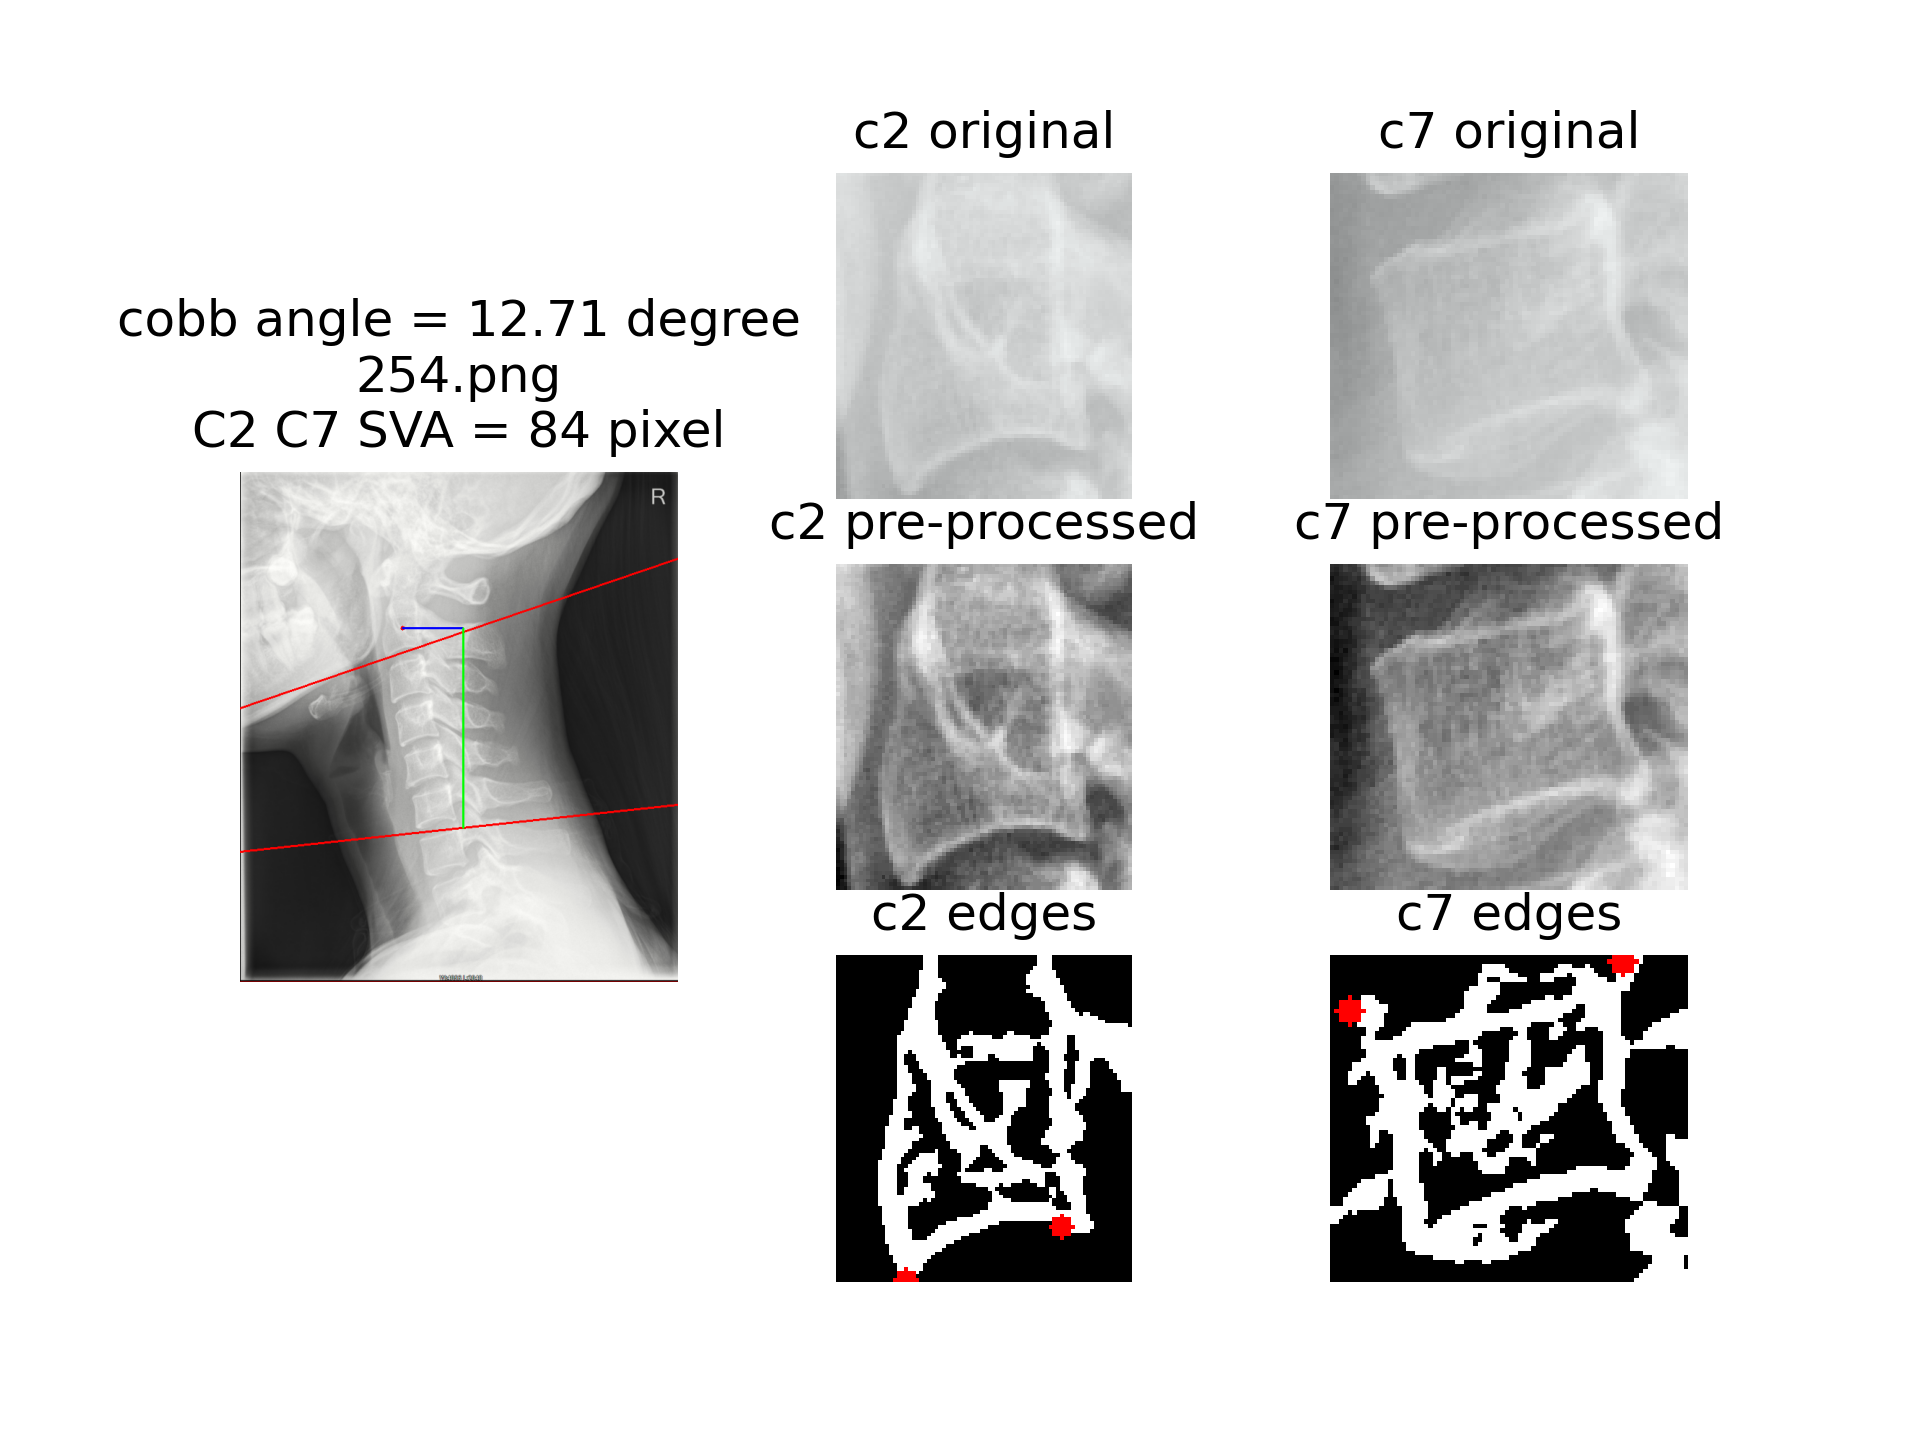 cobb angle = 12.71 degree
254.png
C2 C7 SVA = 84 pixel
R
c2 original
c7 original
c2 pre-processed
c7 pre-processed
c2 edges
c7 edges